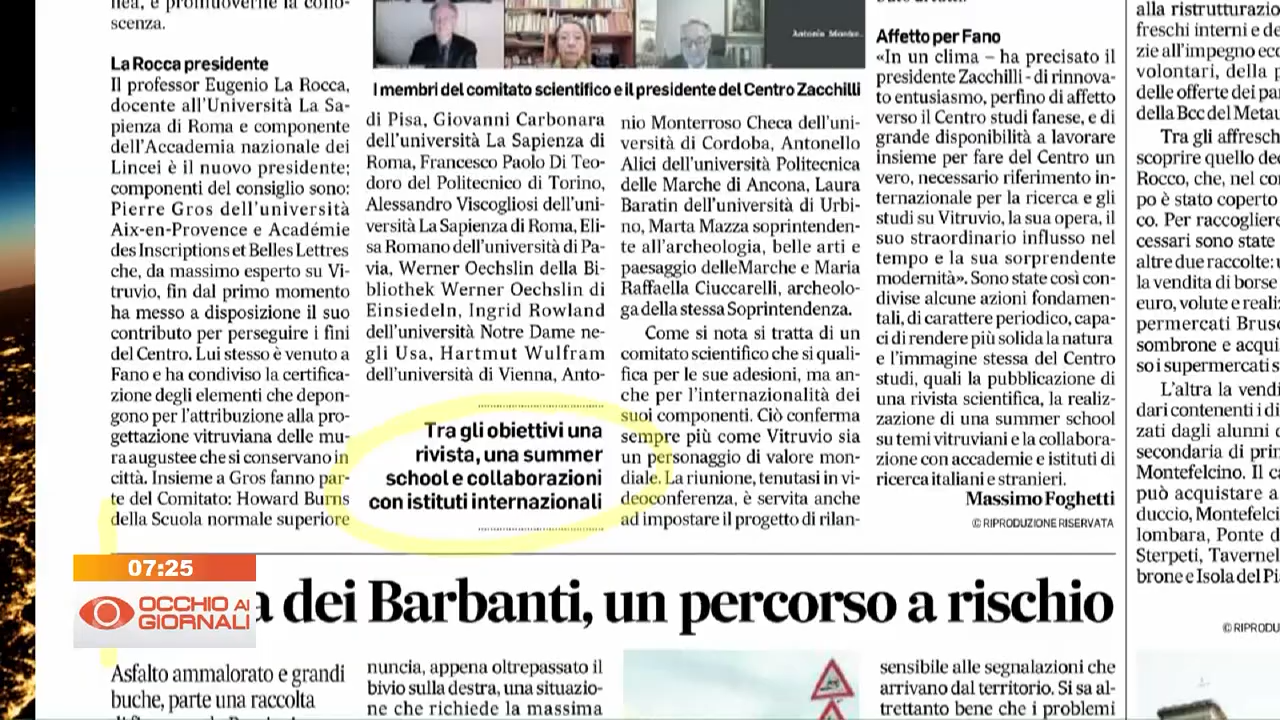 scenza.
La Rocca presidente
Il professor Eugenio La Rocca,
docente all'Università La Sa-
pienza di Roma e componente
dell'Accademia nazionale dei
Lincei è il nuovo presidente;
componenti del consiglio sono:
Pierre Gros dell'università
Aix-en-Provence e Académie
des Inscriptions et Belles Lettres
che, da massimo esperto su Vi-
truvio, fin dal primo momento
ha messo a disposizione il suo
contributo per perseguire i fini
del Centro. Lui stesso è venuto a
Fano e ha condiviso la certifica-
zione degli elementi che depon-
gono per l'attribuzione alla pro-
gettazione vitruviana delle mu-
ra augustee che si conservano in
città. Insieme a Gros fanno par-
te del Comitato: Howard Burns
della Scuola normale superiore
I membri del comitato scientifico e il presidente del Centro Zacchilli
di Pisa, Giovanni Carbonara
dell'università La Sapienza di
Roma, Francesco Paolo Di Teo-
doro del Politecnico di Torino,
Alessandro Viscogliosi dell'uni-
versità La Sapienza di Roma, Eli-
sa Romano dell'università di Pa-
via, Werner Oechslin della Bi-
bliothek Werner Oechslin di
Einsiedeln, Ingrid Rowland
dell'università Notre Dame ne-
gli Usa, Hartmut Wulfram
dell'università di Vienna, Anto-
Tra gli obiettivi una
rivista, una summer
school e collaborazioni
con istituti internazionali
nio Monterroso Checa dell'uni-
versità di Cordoba, Antonello
Alici dell'università Politecnica
delle Marche di Ancona, Laura
Baratin dell'università di Urbi-
no, Marta Mazza soprintenden-
te all'archeologia, belle arti e
paesaggio delle Marche e Maria
Raffaella Ciuccarelli, archeolo-
ga della stessa Soprintendenza.
Come si nota si tratta di un
comitato scientifico che si quali-
fica per le sue adesioni, ma an-
che per l'internazionalità dei
suoi componenti. Ciò conferma
sempre più come Vitruvio sia
un personaggio di valore mon-
diale. La riunione, tenutasi in vi-
deoconferenza, è servita anche
ad impostare il progetto di rilan-
Affetto per Fano
«In un clima – ha precisato il
presidente Zacchilli - di rinnova-
to entusiasmo, perfino di affetto
verso il Centro studi fanese, e di
grande disponibilità a lavorare
insieme per fare del Centro un
vero, necessario riferimento in-
ternazionale per la ricerca e gli
studi su Vitruvio, la sua opera, il
suo straordinario influsso nel
tempo e la sua sorprendente
modernità». Sono state così con-
divise alcune azioni fondamen-
tali, di carattere periodico, capa-
ci di rendere più solida la natura
e l'immagine stessa del Centro
studi, quali la pubblicazione di
una rivista scientifica, la realiz-
zazione di una summer school
su temi vitruviani e la collabora-
zione con accademie e istituti di
ricerca italiani e stranieri.
Massimo Foghetti
© RIPRODUZIONE RISERVATA
alla ristrutturazio
freschi interni e de
zie all'impegno eco
volontari, della p
delle offerte dei par
della Bcc del Metau
Tra gli affresch
scoprire quello dec
Rocco, che, nel con
po è stato coperto
co. Per raccogliere
cessari sono state
altre due raccolte: u
la vendita di borse
euro, volute e realiz
permercati Brusc
sombrone e acquis
so i supermercati s
L'altra la vendi
dari contenenti i di
zati dagli alunni d
secondaria di prin
Montefelcino. Il ca
può acquistare a
duccio, Montefelci
lombara, Ponte d
Sterpeti, Tavernel
brone e Isola del Pi
© RIPRODU
07:25
OCCHIO AI
GIORNALI
a dei Barbanti, un percorso a rischio
Asfalto ammalorato e grandi
buche, parte una raccolta
nuncia, appena oltrepassato il
bivio sulla destra, una situazio-
ne che richiede la massima
sensibile alle segnalazioni che
arrivano dal territorio. Si sa al-
trettanto bene che i problemi